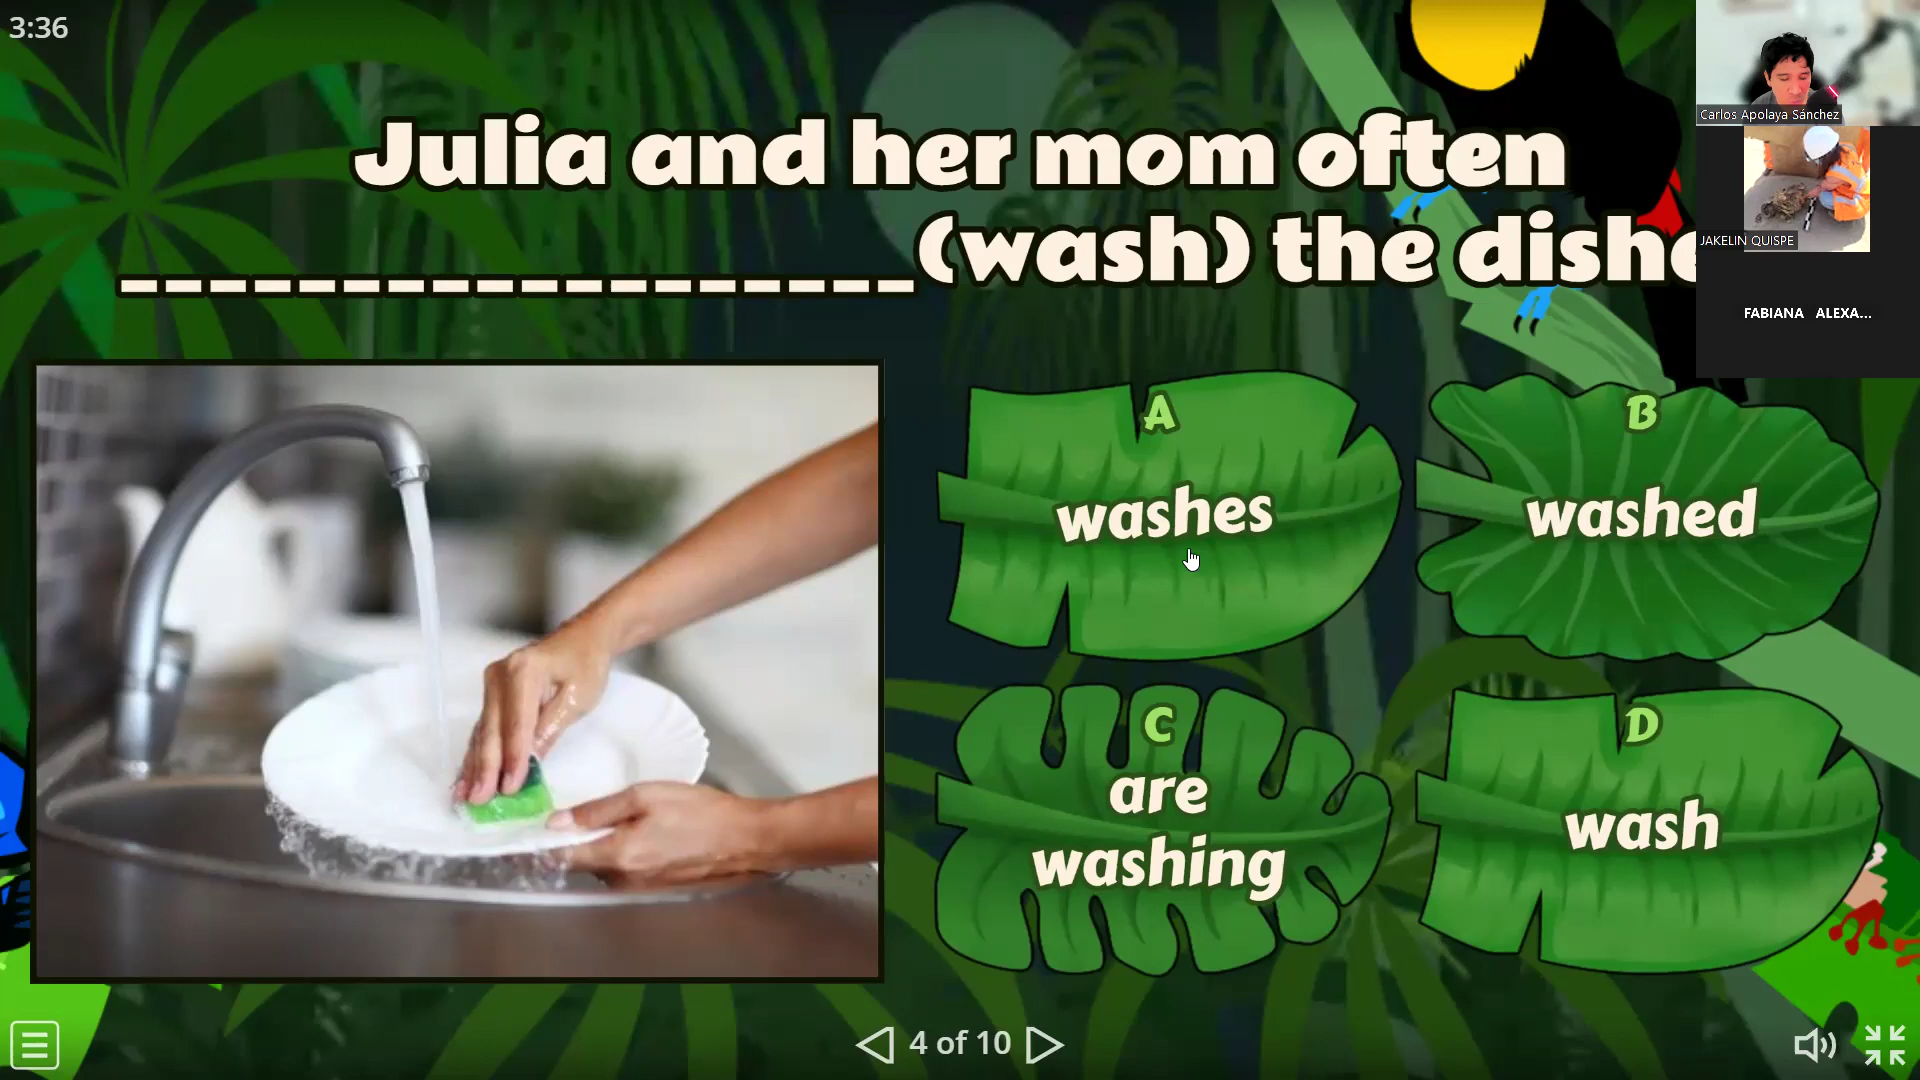 3:36
Julia and her mom often
__________________(wash) the dishe
Carlos Apolaya Sánchez
JAKELIN QUISPE
FABIANA ALEXA...
A
washes
B
washed
C
are
washing
D
wash
4 of 10